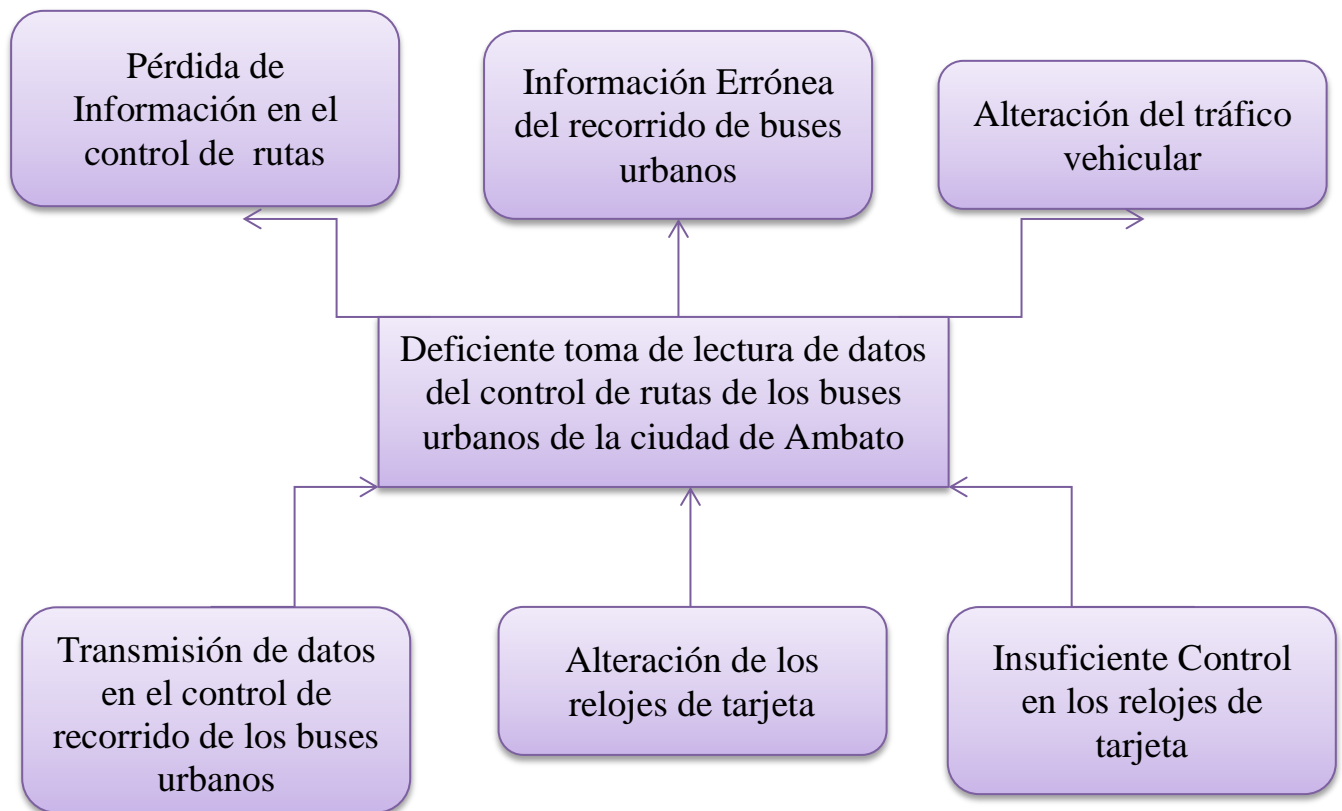 Pérdida de
Información en el
control de rutas
Información Errónea
del recorrido de buses
urbanos
Alteración del tráfico
vehicular
Deficiente toma de lectura de datos
del control de rutas de los buses
urbanos de la ciudad de Ambato
Transmisión de datos
en el control de
recorrido de los buses
urbanos
Alteración de los
relojes de tarjeta
Insuficiente Control
en los relojes de
tarjeta